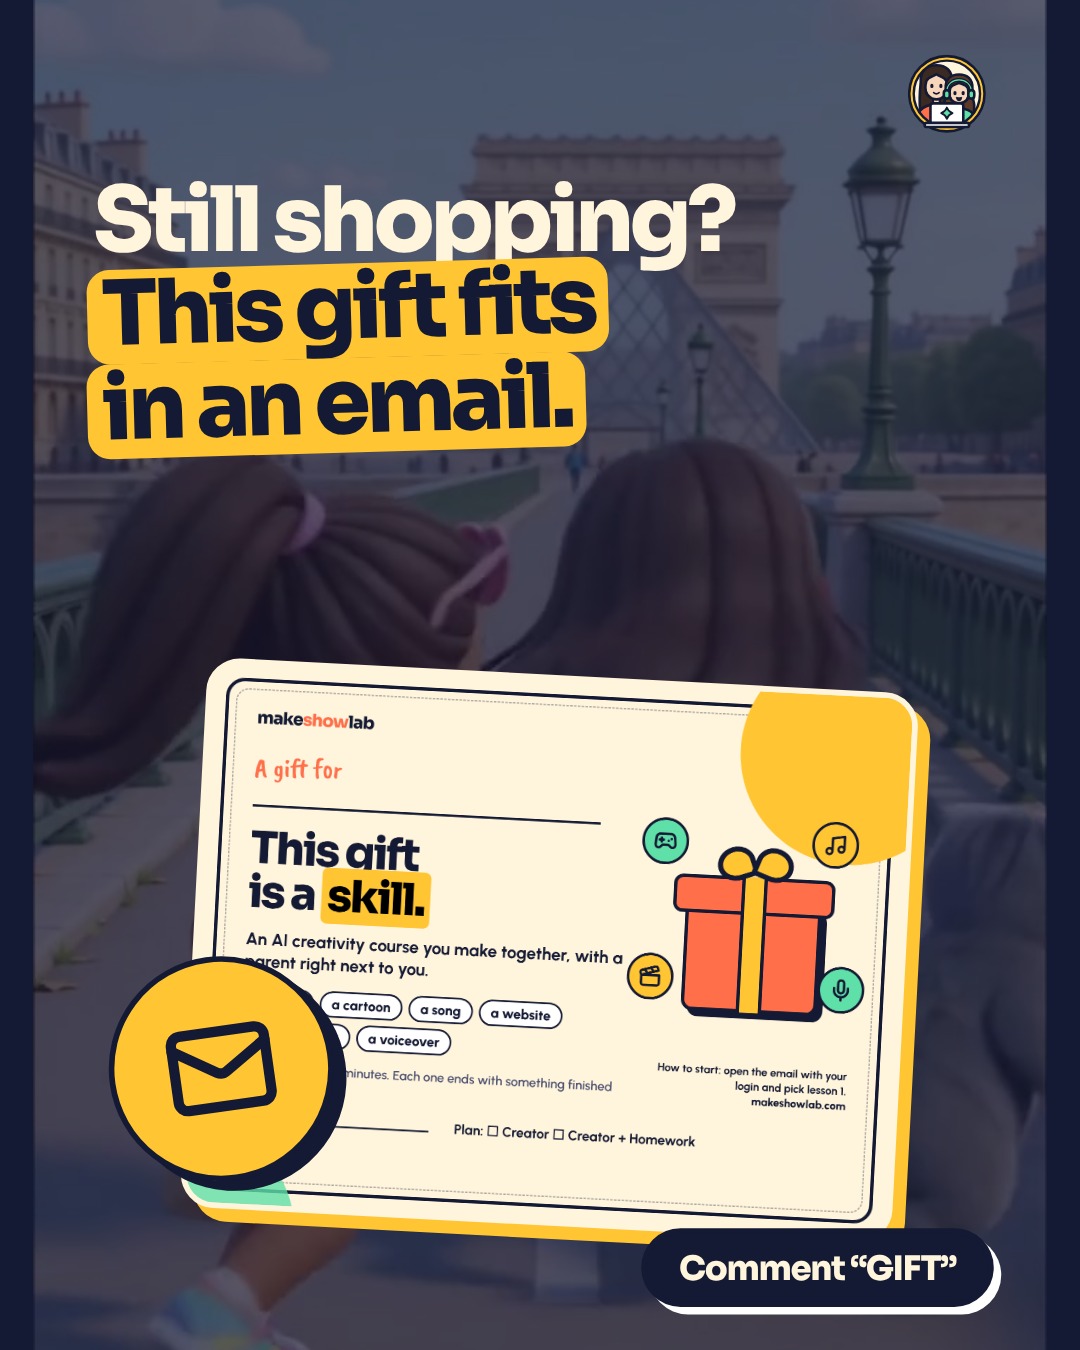 Still shopping?
This gift fits
in an email.
makeshowlab
A gift for
This gift
is a skill.
An AI creativity course you make together, with a
parent right next to you.
a cartoon
a song
a website
a voiceover
minutes. Each one ends with something finished
How to start: open the email with your
login and pick lesson 1.
makeshowlab.com
Plan: ☐ Creator ☐ Creator + Homework
Comment “GIFT”